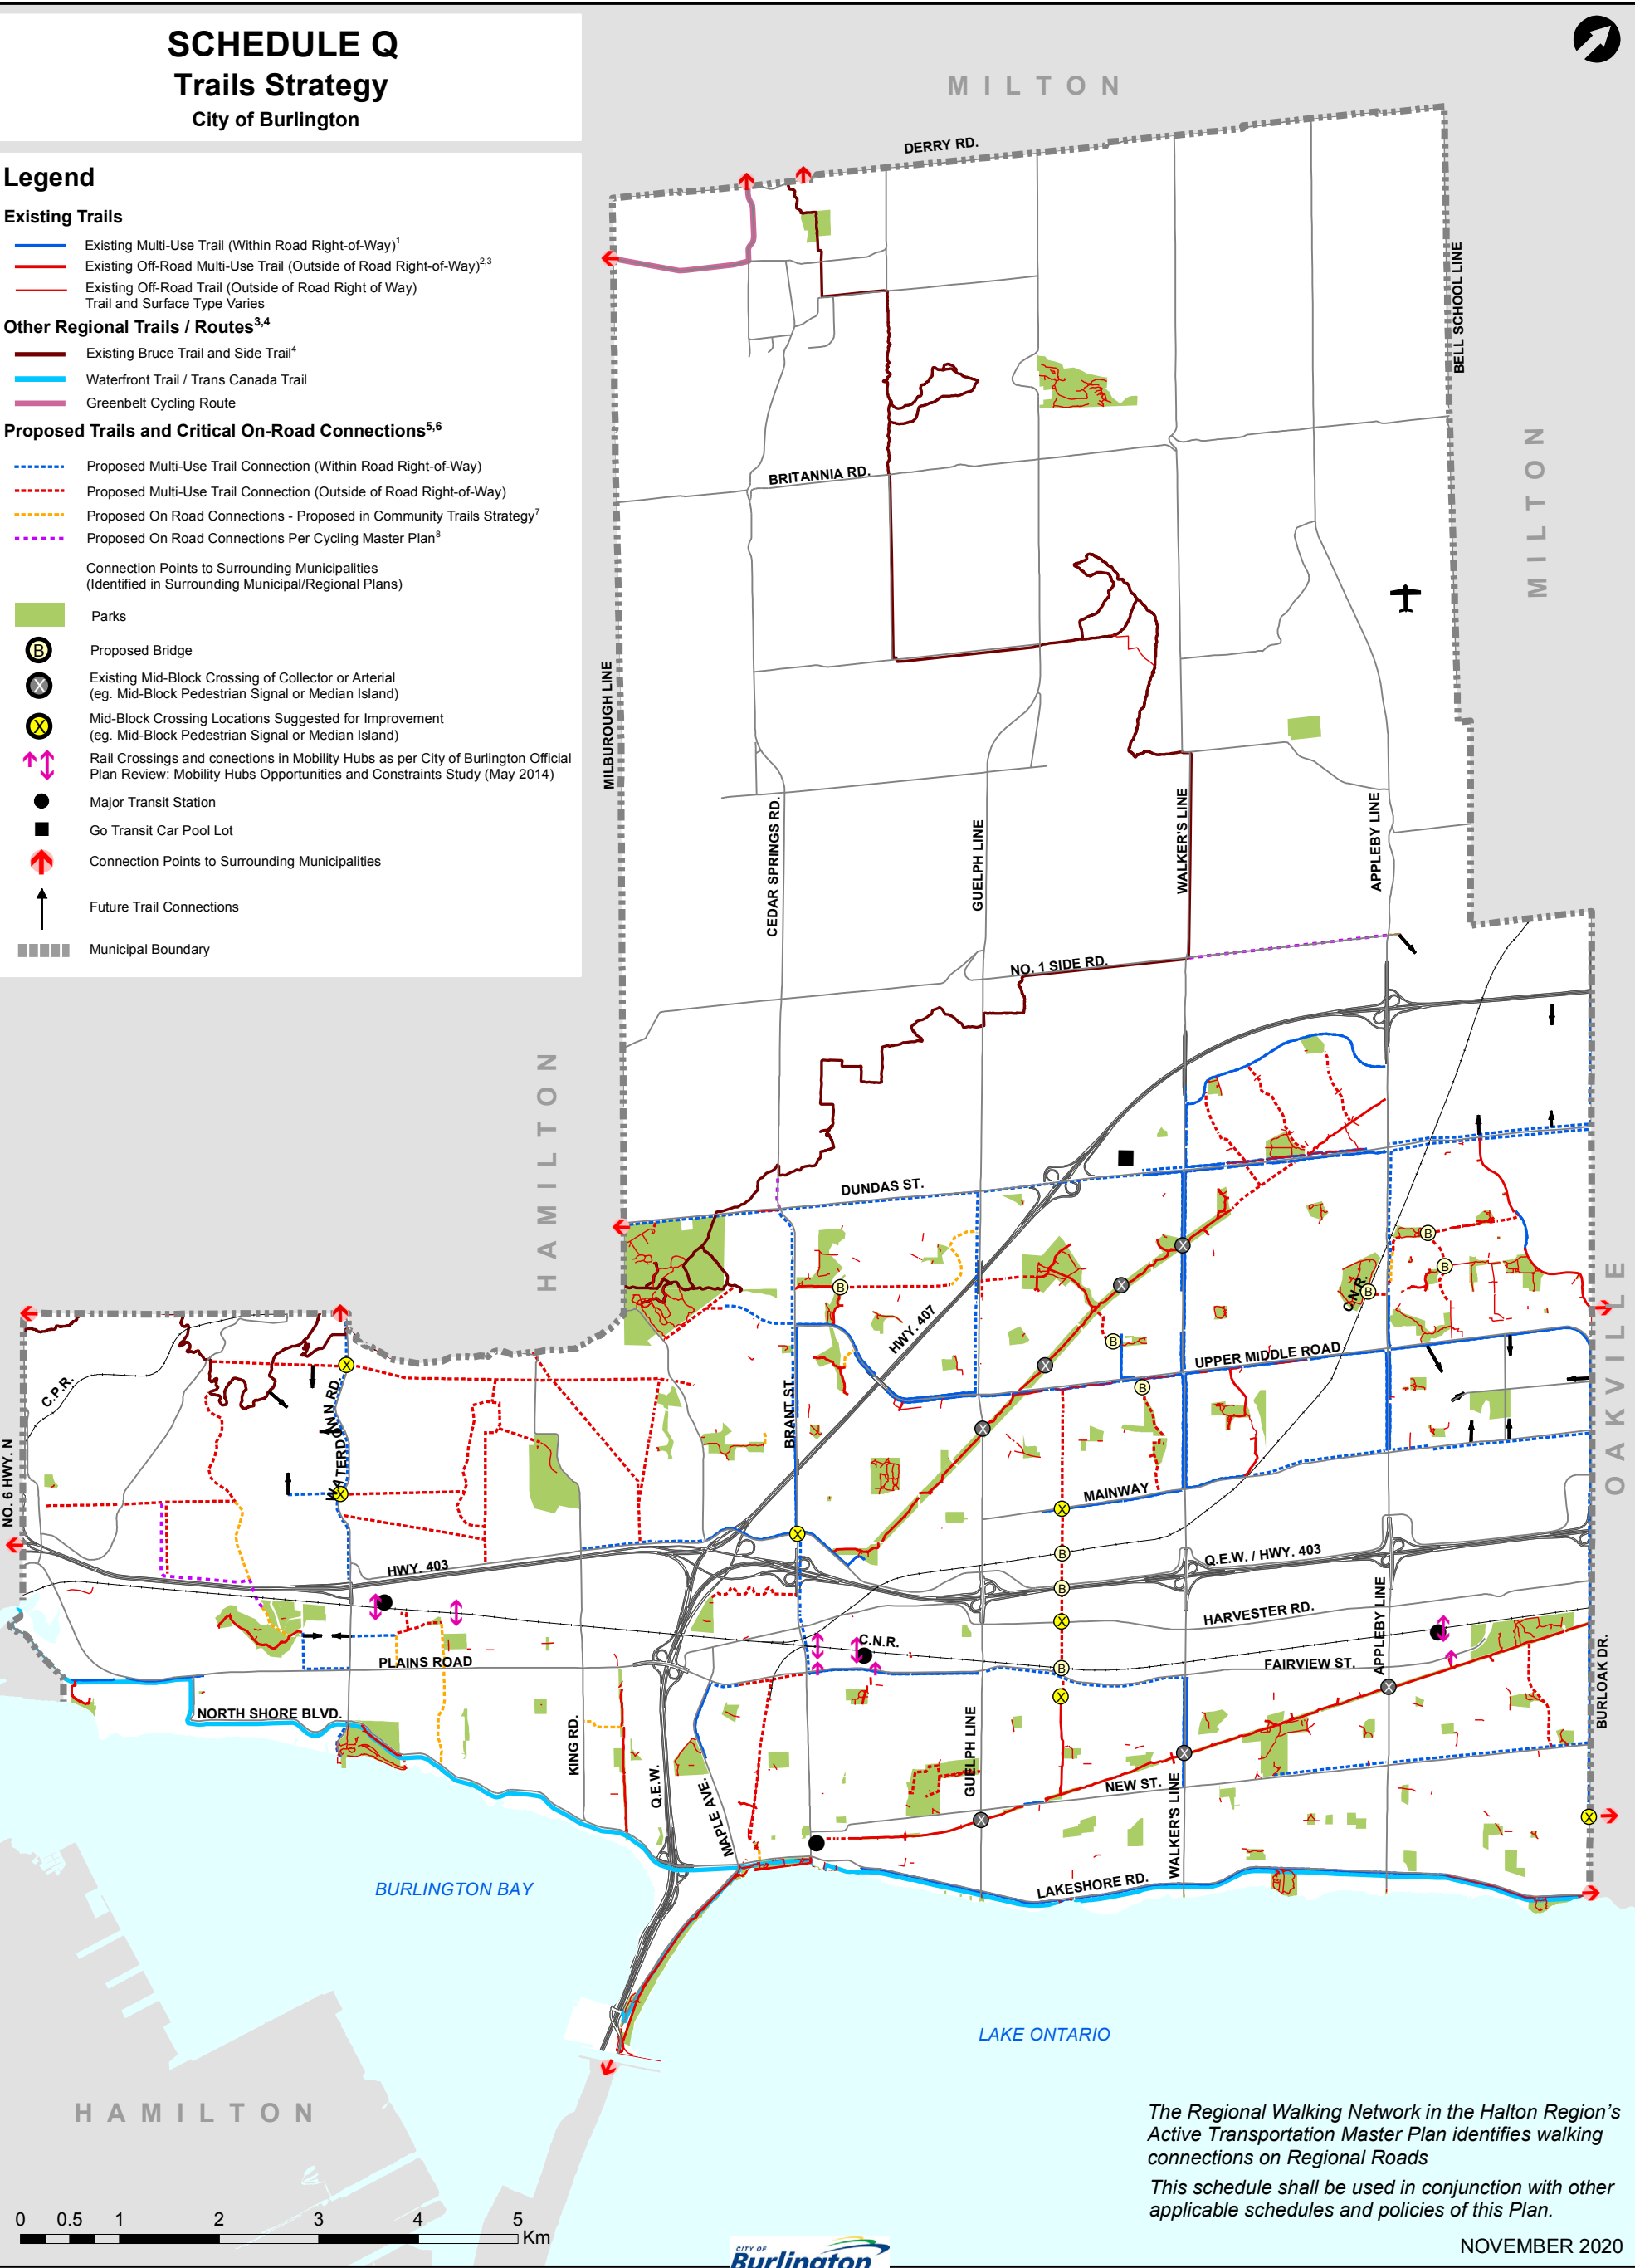 SCHEDULE Q
Trails Strategy
City of Burlington
Legend
Existing Trails
Existing Multi-Use Trail (Within Road Right-of-Way)1
Existing Off-Road Multi-Use Trail (Outside of Road Right-of-Way)2,3
Existing Off-Road Trail (Outside of Road Right of Way)
Trail and Surface Type Varies
Other Regional Trails / Routes3,4
Existing Bruce Trail and Side Trail4
Waterfront Trail / Trans Canada Trail
Greenbelt Cycling Route
Proposed Trails and Critical On-Road Connections5,6
Proposed Multi-Use Trail Connection (Within Road Right-of-Way)
Proposed Multi-Use Trail Connection (Outside of Road Right-of-Way)
Proposed On Road Connections - Proposed in Community Trails Strategy7
Proposed On Road Connections Per Cycling Master Plan8
Connection Points to Surrounding Municipalities
(Identified in Surrounding Municipal/Regional Plans)
Parks
B
Proposed Bridge
X
Existing Mid-Block Crossing of Collector or Arterial
(eg. Mid-Block Pedestrian Signal or Median Island)
X
Mid-Block Crossing Locations Suggested for Improvement
(eg. Mid-Block Pedestrian Signal or Median Island)
Rail Crossings and conections in Mobility Hubs as per City of Burlington Official
Plan Review: Mobility Hubs Opportunities and Constraints Study (May 2014)
Major Transit Station
Go Transit Car Pool Lot
Connection Points to Surrounding Municipalities
Future Trail Connections
Municipal Boundary
MILTON
DERRY RD.
BELL SCHOOL LINE
MILTON
BRITANNIA RD.
MILBOROUGH LINE
CEDAR SPRINGS RD.
GUELPH LINE
WALKER'S LINE
APPLEBY LINE
NO. 1 SIDE RD.
HAMILTON
DUNDAS ST.
X
B
X
B
B
B
C.N.R.
B
OAKVILLE
HWY. 407
X
UPPER MIDDLE ROAD
B
X
C.P.R.
WATERDOWN RD.
BRANT ST.
X
NO. 6 HWY. N
X
MAINWAY
X
X
B
Q.E.W. / HWY. 403
HWY. 403
B
HARVESTER RD.
X
C.N.R.
PLAINS ROAD
B
FAIRVIEW ST.
APPLEBY LINE
BURLOAK DR.
X
X
NORTH SHORE BLVD.
KING RD.
Q.E.W.
MAPLE AVE.
GUELPH LINE
NEW ST.
WALKER'S LINE
X
X
X
LAKESHORE RD.
BURLINGTON BAY
LAKE ONTARIO
HAMILTON
The Regional Walking Network in the Halton Region's
Active Transportation Master Plan identifies walking
connections on Regional Roads
This schedule shall be used in conjunction with other
applicable schedules and policies of this Plan.
0 0.5 1 2 3 4 5
Km
CITY OF
Burlington
NOVEMBER 2020